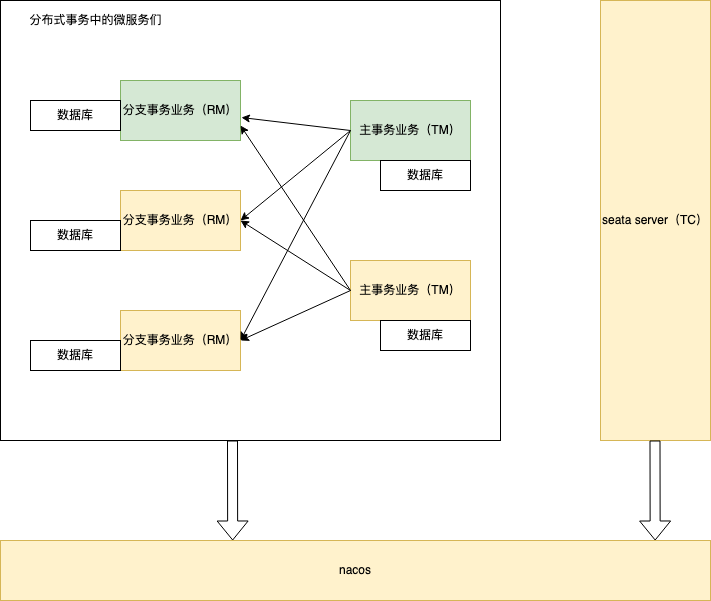 分布式事务中的微服务们
数据库
分支事务业务（RM）
主事务业务（TM）
数据库
数据库
分支事务业务（RM）
主事务业务（TM）
数据库
数据库
分支事务业务（RM）
seata server（TC）
nacos